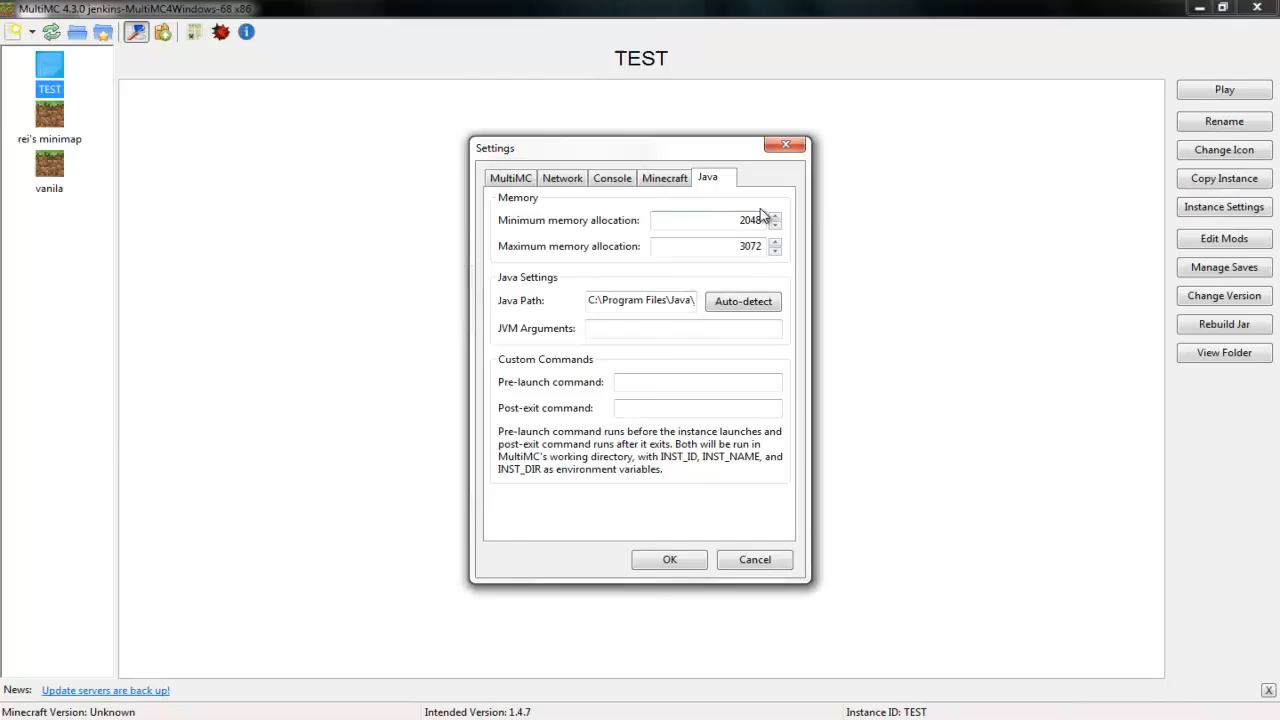 MultiMC 4.3.0 jenkins-MultiMC4Windows-68 x86
TEST
TEST
rei's minimap
vanila
Play
Rename
Change Icon
Copy Instance
Instance Settings
Edit Mods
Manage Saves
Change Version
Rebuild Jar
View Folder
Settings
MultiMC Network Console Minecraft Java
Memory
Minimum memory allocation: 2048
Maximum memory allocation: 3072
Java Settings
Java Path: C:\Program Files\Java\ Auto-detect
JVM Arguments:
Custom Commands
Pre-launch command:
Post-exit command:
Pre-launch command runs before the instance launches and
post-exit command runs after it exits. Both will be run in
MultiMC's working directory, with INST_ID, INST_NAME, and
INST_DIR as environment variables.
OK Cancel
News: Update servers are back up! X
Minecraft Version: Unknown Intended Version: 1.4.7 Instance ID: TEST